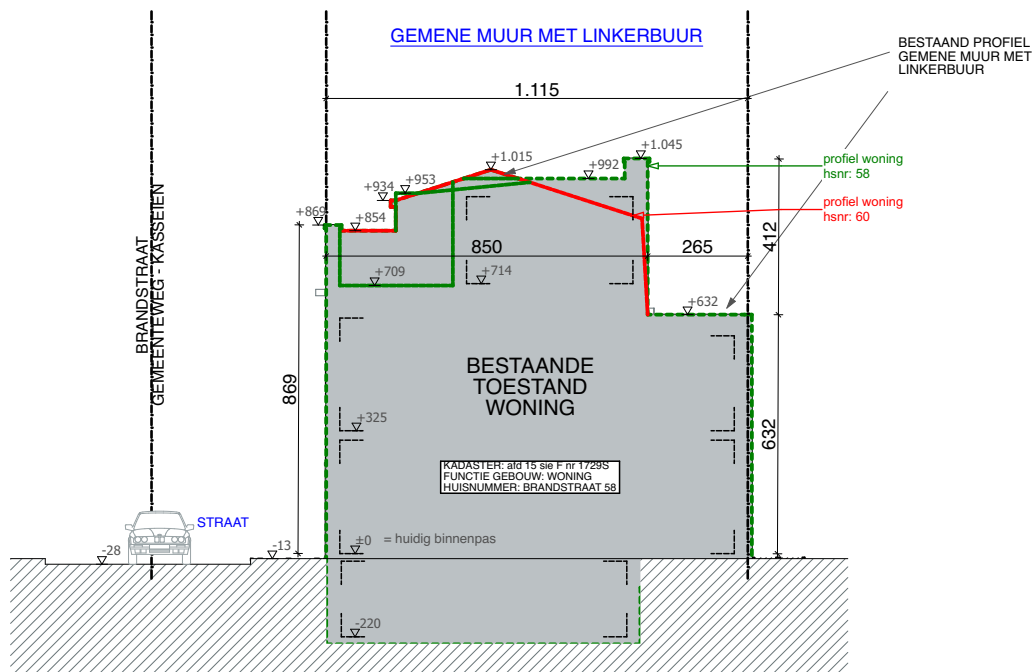 GEMENE MUUR MET LINKERBUUR
BESTAAND PROFIEL
GEMENE MUUR MET
LINKERBUUR
1.115
+1.015
+1.045
+992
profiel woning
hsnr: 58
+934
+953
+869
+854
profiel woning
hsnr: 60
412
850
265
+709
+714
+632
BRANDSTRAAT
GEMEENTEWEG - KASSEIEN
869
BESTAANDE
TOESTAND
WONING
+325
632
KADASTER: afd 15 sie F nr 1729S
FUNCTIE GEBOUW: WONING
HUISNUMMER: BRANDSTRAAT 58
STRAAT
±0 = huidig binnenpas
-28
-13
-220